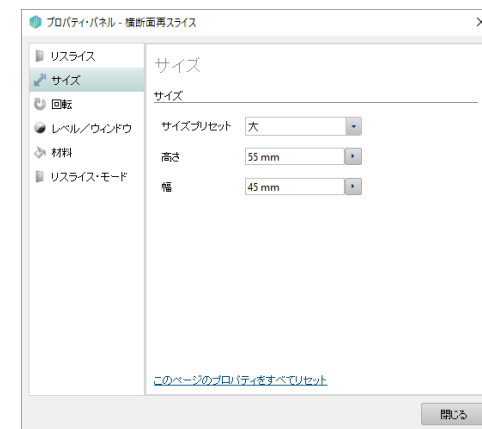 プロパティ・パネル - 横断面再スライス
リスライス
サイズ
回転
レベル／ウィンドウ
材料
リスライス・モード
サイズ
サイズ
サイズプリセット 大
高さ 55 mm
幅 45 mm
このページのプロパティをすべてリセット
閉じる